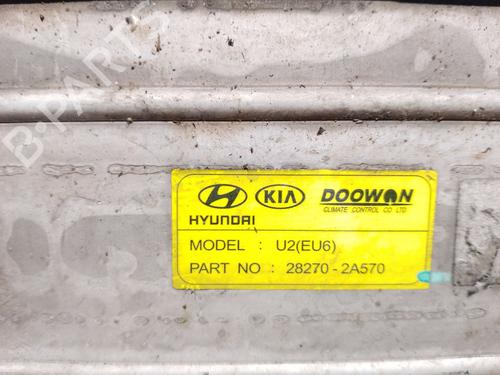 B-PARTS
HYUNDAI KIA DOOWON
CLIMATE CONTROL CO LTD
MODEL : U2(EU6)
PART NO : 28270-2A570